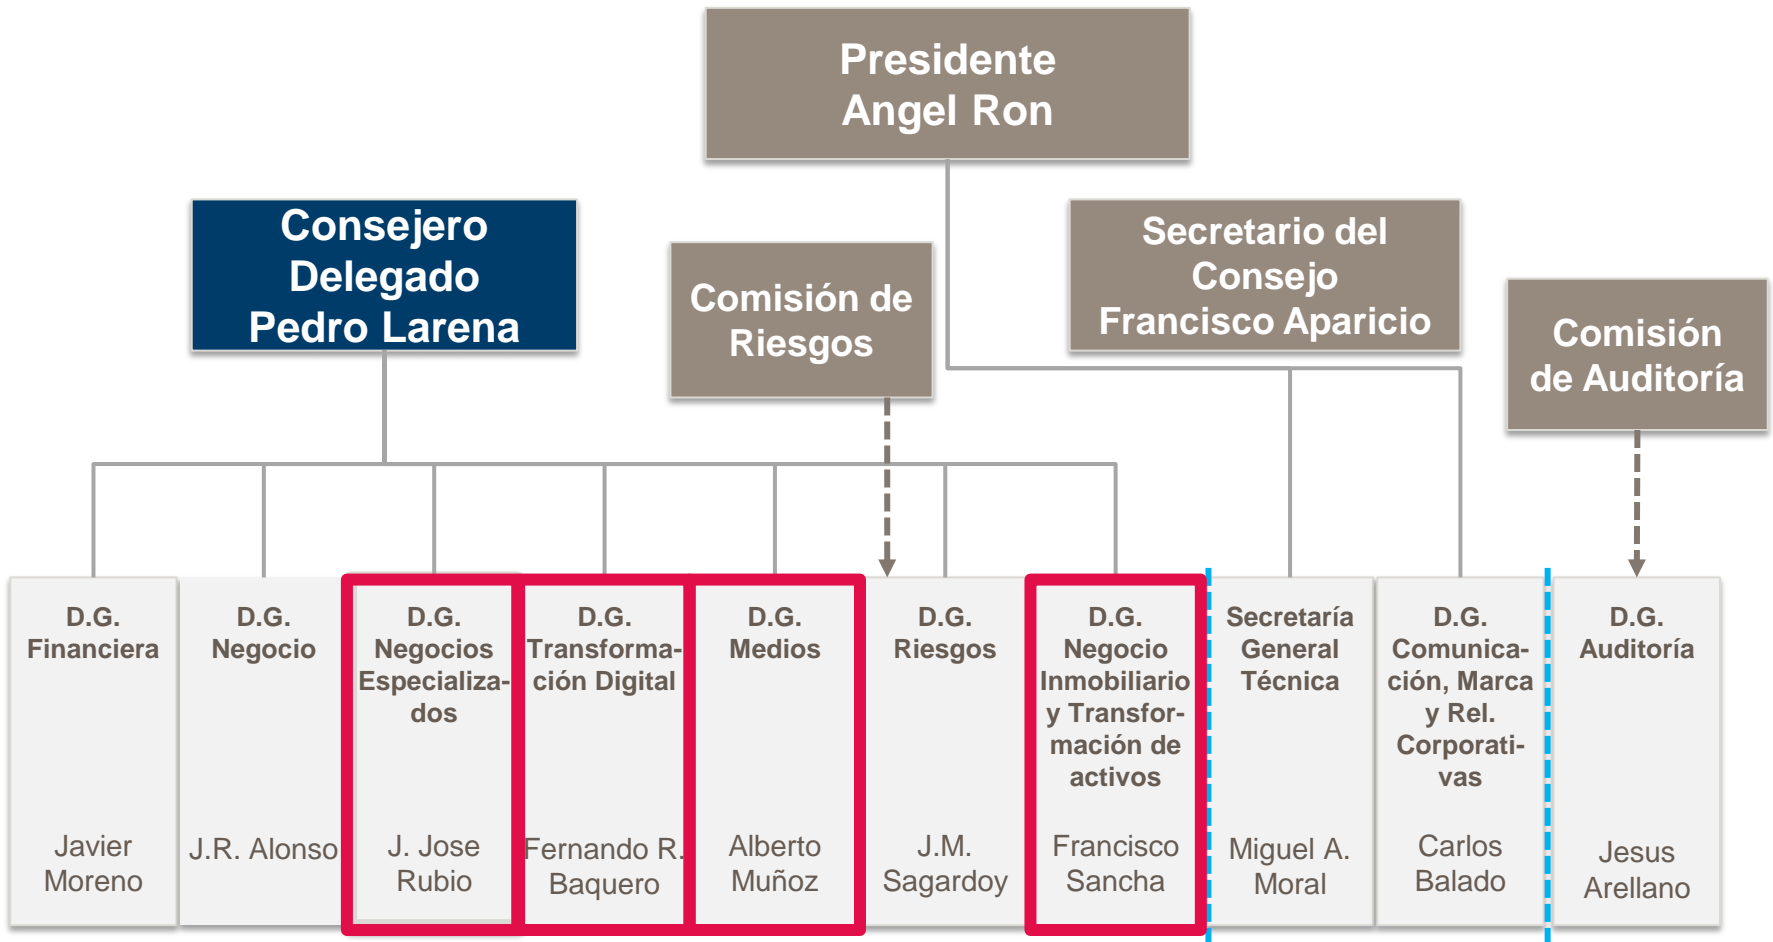 Presidente
Angel Ron
Consejero
Delegado
Pedro Larena
Comisión de
Riesgos
Secretario del
Consejo
Francisco Aparicio
Comisión
de Auditoría
D.G.
Financiera
Javier
Moreno
D.G.
Negocio
J.R. Alonso
D.G.
Negocios
Especializa-
dos
J. Jose
Rubio
D.G.
Transforma-
ción Digital
Fernando R.
Baquero
D.G.
Medios
Alberto
Muñoz
D.G.
Riesgos
J.M.
Sagardoy
D.G.
Negocio
Inmobiliario
y Transfor-
mación de
activos
Francisco
Sancha
Secretaría
General
Técnica
Miguel A.
Moral
D.G.
Comunica-
ción, Marca
y Rel.
Corporati-
vas
Carlos
Balado
D.G.
Auditoría
Jesus
Arellano